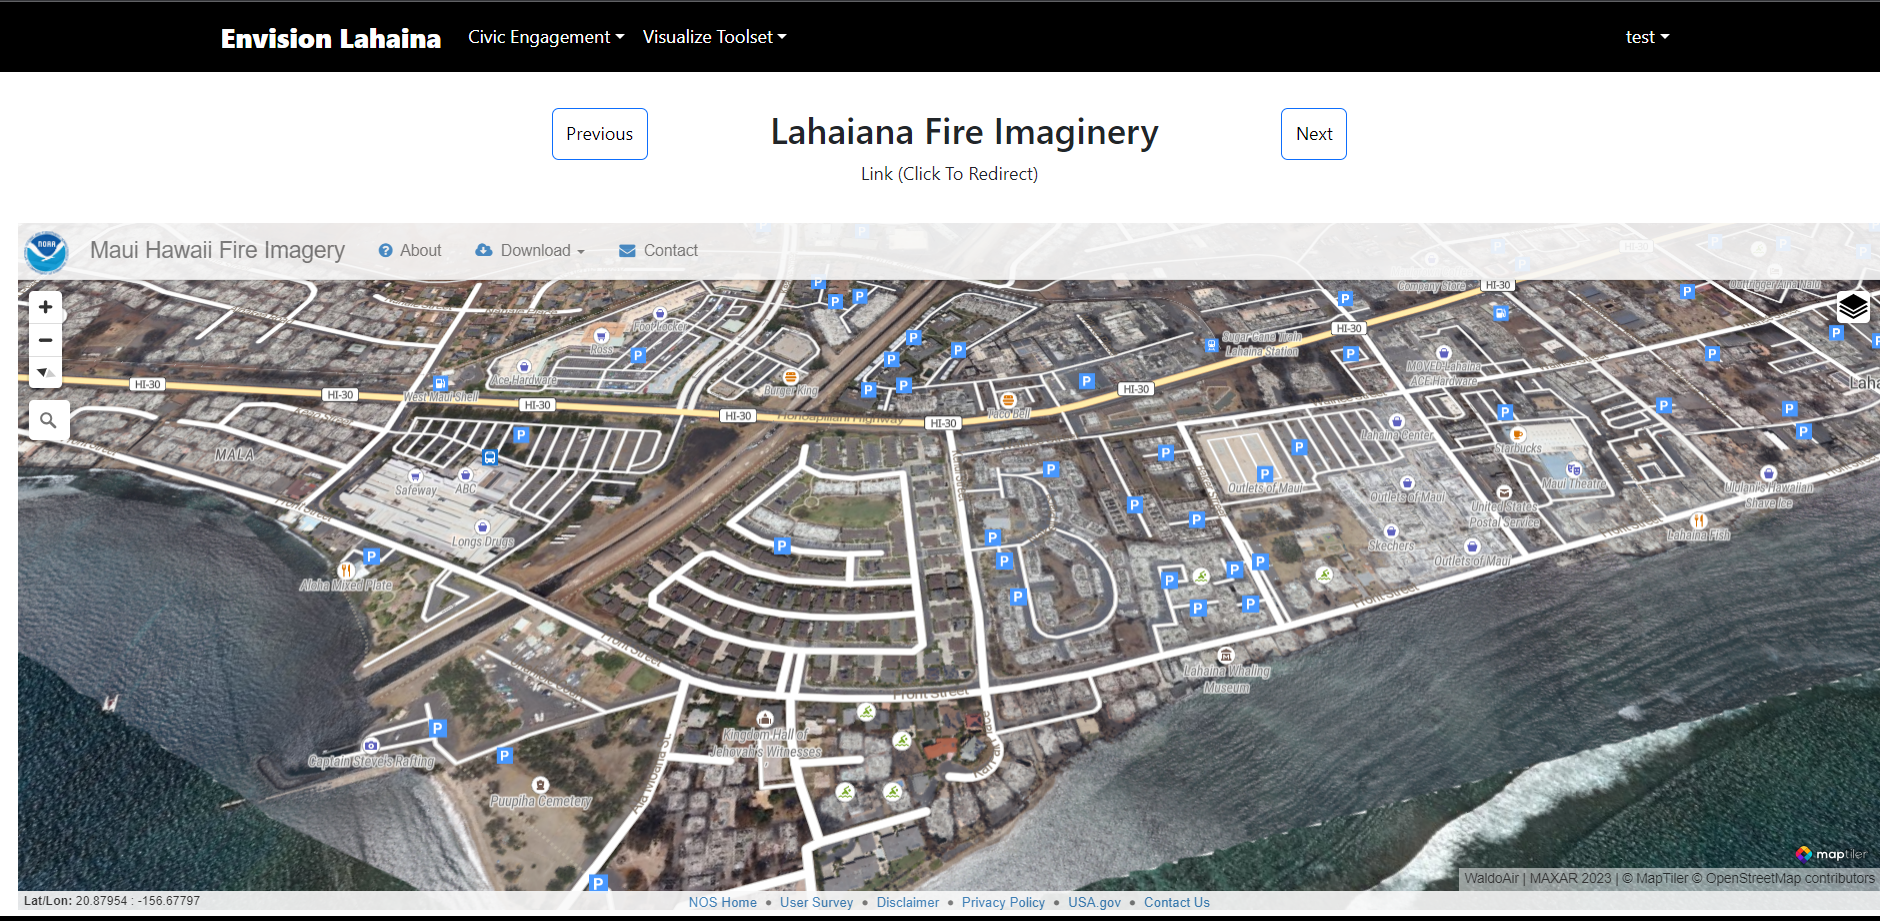 Envision Lahaina
Civic Engagement
Visualize Toolset
test
Previous
Lahaiana Fire Imaginery
Next
Link (Click To Redirect)
NOAA
Maui Hawaii Fire Imagery
About
Download
Contact
HI-30
Company Store
HI-30
Foot Locker
HI-30
Sugar Cane Train
Lahaina Station
Ross
MOVED-Lahaina
ACE Hardware
Ace Hardware
Burger King
HI-30
HI-30
HI-30
West Maui Shell
HI-30
HI-30
Honoapiilani Highway
HI-30
Taco Bell
Lahaina Center
Starbucks
MALA
Safeway
ABC
Outlets of Maui
Outlets of Maui
Maui Theatre
Ululani's Hawaiian
shave ice
United States
Postal Service
Longs Drugs
Skechers
Outlets of Maui
Lahaina Fish
Aloha Mixed Plate
Front Street
Front Street
Lahaina Whaling
Museum
Front Street
Kingdom Hall of
Jehovah's Witnesses
Captain Steve's Rafting
Ala Moana St
Puupiha Cemetery
maptiler
WaldoAir | MAXAR 2023 | © MapTiler © OpenStreetMap contributors
Lat/Lon: 20.87954 : -156.67797
NOS Home • User Survey • Disclaimer • Privacy Policy • USA.gov • Contact Us